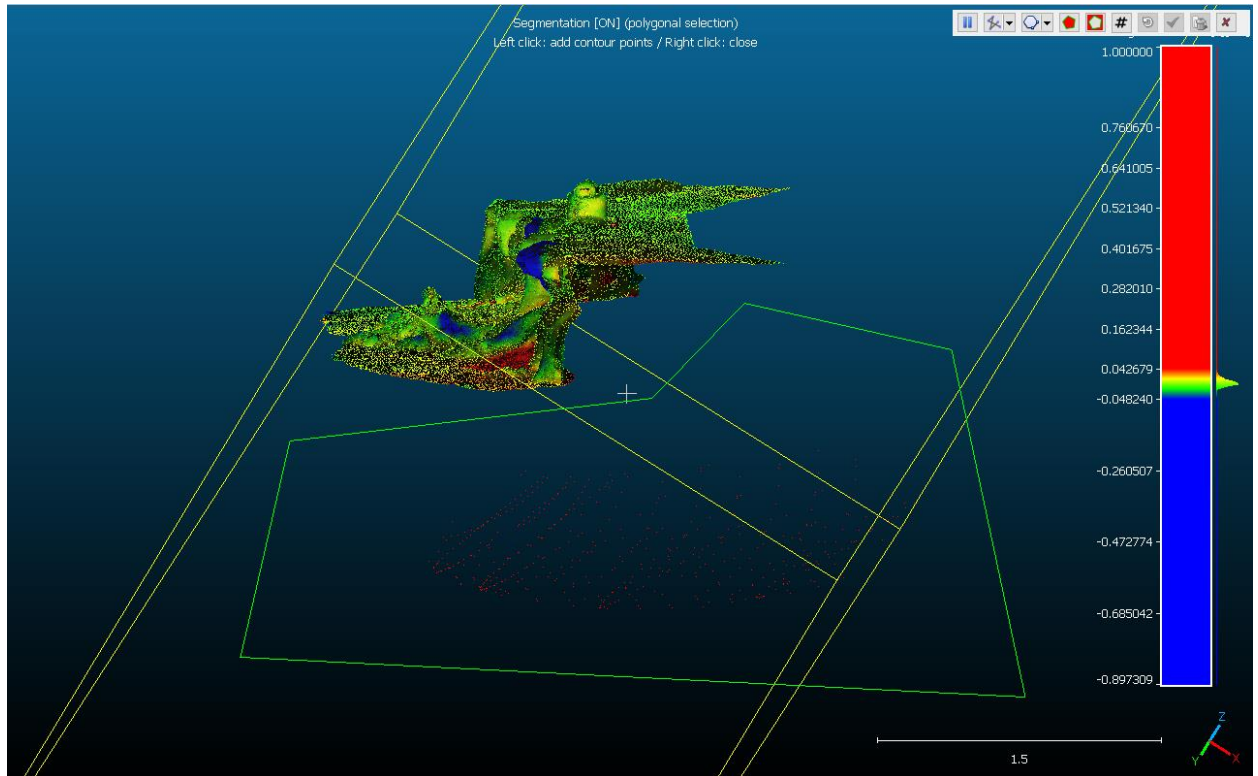 Segmentation [ON] (polygonal selection)
Left click: add contour points / Right click: close
1.000000
0.760670
0.641005
0.521340
0.401675
0.282010
0.162344
0.042679
-0.048240
-0.260507
-0.472774
-0.685042
-0.897309
1.5
Z
Y
X